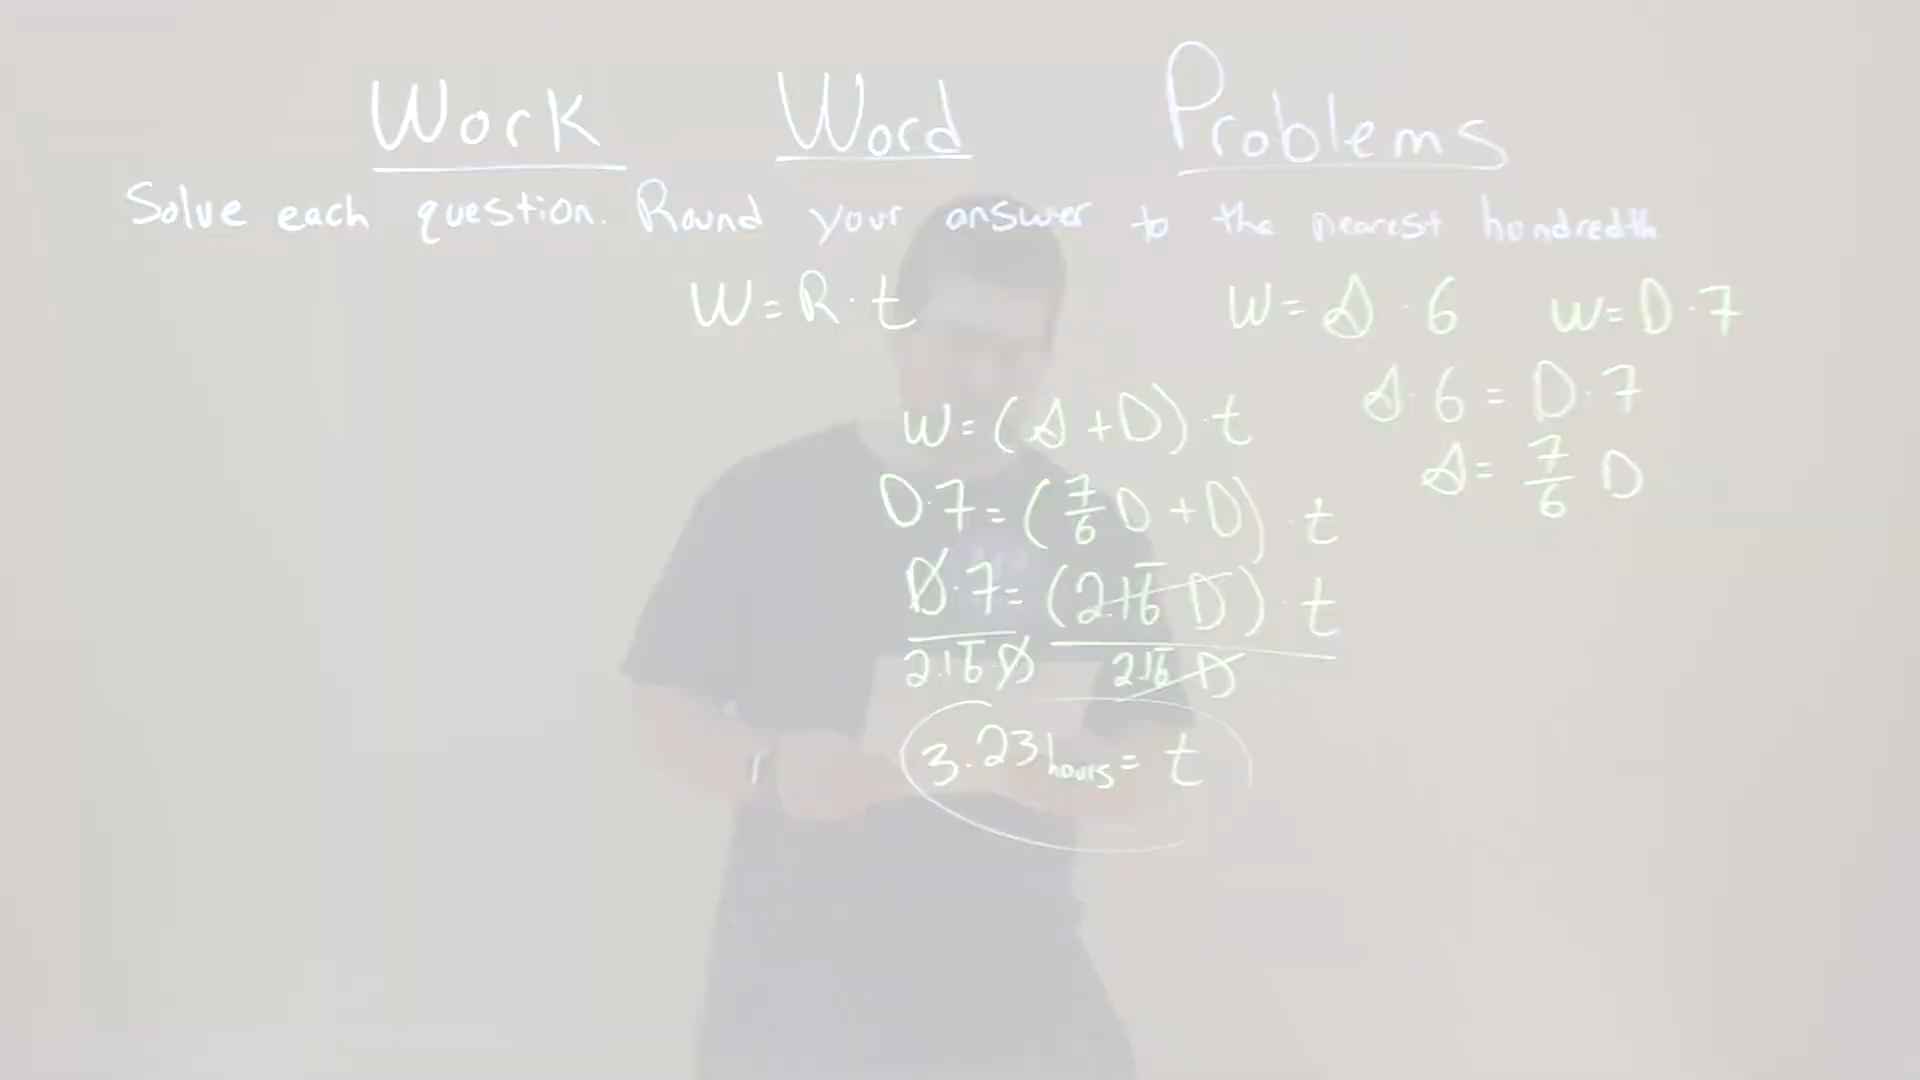 Work Word Problems
Solve each question. Round your answer to the nearest hundredth
W = R · t
W = A · 6
W = D · 7
A · 6 = D · 7
A = 7/6 D
W = (A + D) · t
D · 7 = (7/6 D + D) · t
D · 7 = (2.16̅ D) · t
2.16̅ D 2.16̅ D
3.23 hours = t